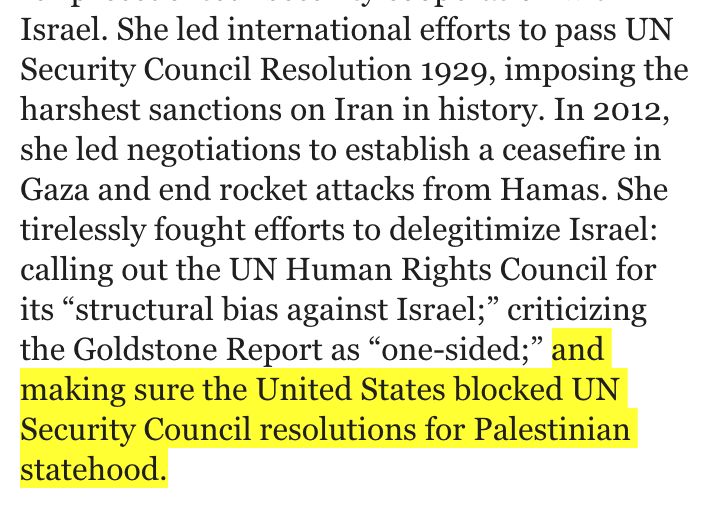 Israel. She led international efforts to pass UN
Security Council Resolution 1929, imposing the
harshest sanctions on Iran in history. In 2012,
she led negotiations to establish a ceasefire in
Gaza and end rocket attacks from Hamas. She
tirelessly fought efforts to delegitimize Israel:
calling out the UN Human Rights Council for
its “structural bias against Israel;” criticizing
the Goldstone Report as “one-sided;” and
making sure the United States blocked UN
Security Council resolutions for Palestinian
statehood.